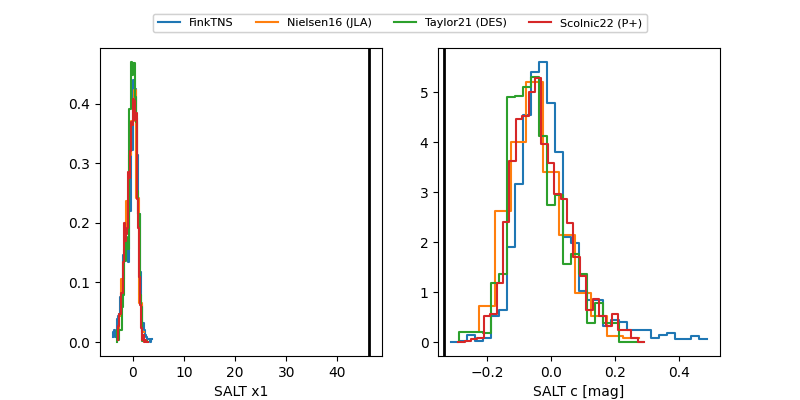 FinkTNS Nielsen16 (JLA) Taylor21 (DES) Scolnic22 (P+)
0.4
0.3
0.2
0.1
0.0
0 10 20 30 40
SALT x1
5
4
3
2
1
0
−0.2 0.0 0.2 0.4
SALT c [mag]